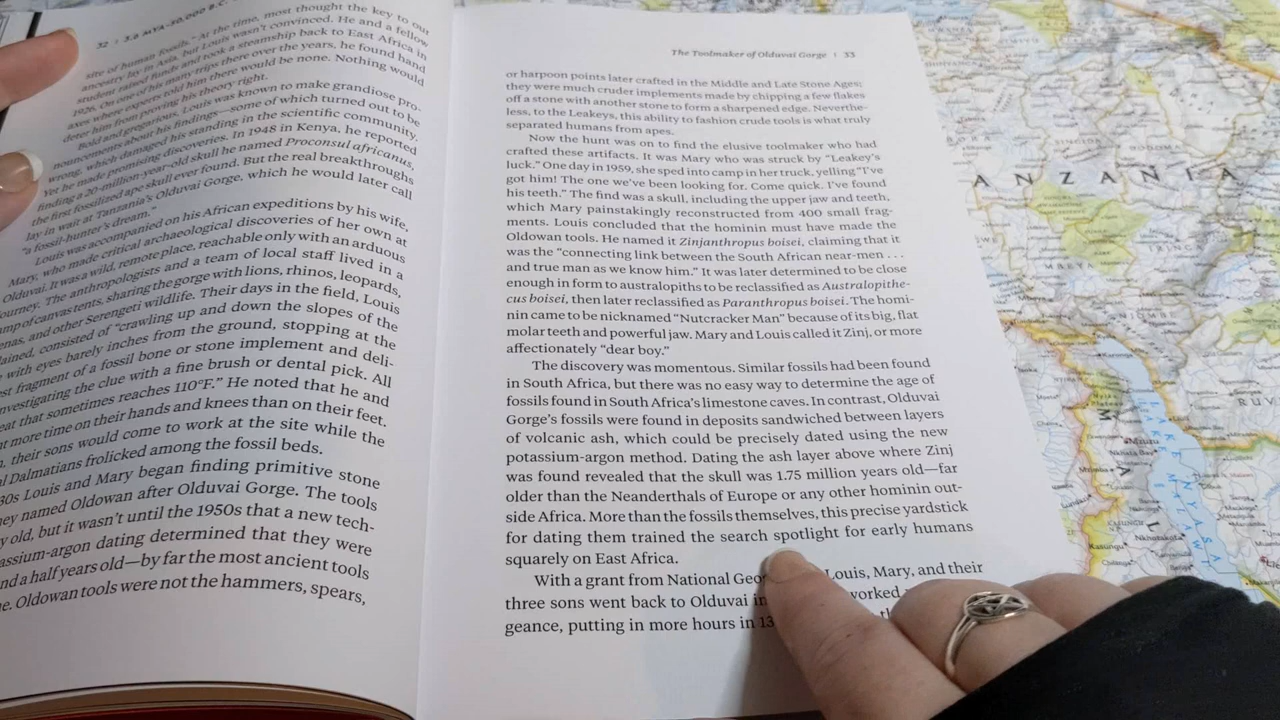 32 | 3.6 MYA–30,000 B.C.
site of human fossils." At the time, most thought the key to our
ancestry lay in Asia, but Louis wasn't convinced. He and a fellow
student raised funds and took a steamship back to East Africa in
1926. On one of his many trips there over the years, he found hand
axes where experts told him there would be none. Nothing would
deter him from proving his theory right.
Bold and gregarious, Louis was known to make grandiose pro-
nouncements about his findings—some of which turned out to be
wrong, which damaged his standing in the scientific community.
Yet he made promising discoveries. In 1948 in Kenya, he reported
finding a 20-million-year-old skull he named Proconsul africanus,
the first fossilized ape skull ever found. But the real breakthroughs
lay in wait at Tanzania's Olduvai Gorge, which he would later call
"a fossil-hunter's dream."
Louis was accompanied on his African expeditions by his wife,
Mary, who made critical archaeological discoveries of her own at
Olduvai. It was a wild, remote place, reachable only with an arduous
journey. The anthropologists and a team of local staff lived in a
amp of canvas tents, sharing the gorge with lions, rhinos, leopards,
enas, and other Serengeti wildlife. Their days in the field, Louis
ained, consisted of "crawling up and down the slopes of the
with eyes barely inches from the ground, stopping at the
est fragment of a fossil bone or stone implement and deli-
nvestigating the clue with a fine brush or dental pick. All
eat that sometimes reaches 110°F." He noted that he and
t more time on their hands and knees than on their feet.
n, their sons would come to work at the site while the
al Dalmatians frolicked among the fossil beds.
30s Louis and Mary began finding primitive stone
hey named Oldowan after Olduvai Gorge. The tools
y old, but it wasn't until the 1950s that a new tech-
assium-argon dating determined that they were
nd a half years old—by far the most ancient tools
e. Oldowan tools were not the hammers, spears,
The Toolmaker of Olduvai Gorge | 33
or harpoon points later crafted in the Middle and Late Stone Ages;
they were much cruder implements made by chipping a few flakes
off a stone with another stone to form a sharpened edge. Neverthe-
less, to the Leakeys, this ability to fashion crude tools is what truly
separated humans from apes.
Now the hunt was on to find the elusive toolmaker who had
crafted these artifacts. It was Mary who was struck by "Leakey's
luck." One day in 1959, she sped into camp in her truck, yelling "I've
got him! The one we've been looking for. Come quick. I've found
his teeth." The find was a skull, including the upper jaw and teeth,
which Mary painstakingly reconstructed from 400 small frag-
ments. Louis concluded that the hominin must have made the
Oldowan tools. He named it Zinjanthropus boisei, claiming that it
was the "connecting link between the South African near-men . . .
and true man as we know him." It was later determined to be close
enough in form to australopiths to be reclassified as Australopithe-
cus boisei, then later reclassified as Paranthropus boisei. The homi-
nin came to be nicknamed "Nutcracker Man" because of its big, flat
molar teeth and powerful jaw. Mary and Louis called it Zinj, or more
affectionately "dear boy."
The discovery was momentous. Similar fossils had been found
in South Africa, but there was no easy way to determine the age of
fossils found in South Africa's limestone caves. In contrast, Olduvai
Gorge's fossils were found in deposits sandwiched between layers
of volcanic ash, which could be precisely dated using the new
potassium-argon method. Dating the ash layer above where Zinj
was found revealed that the skull was 1.75 million years old—far
older than the Neanderthals of Europe or any other hominin out-
side Africa. More than the fossils themselves, this precise yardstick
for dating them trained the search spotlight for early humans
squarely on East Africa.
With a grant from National Geo Louis, Mary, and their
three sons went back to Olduvai in worked
geance, putting in more hours in 13
ANZANIA
MBEYA
IRING
NJOMBE
RUV
Mzuzu
LAKE NYASA
LAKE MALAWI
KASUNGU
Kasungu
Nkhotakota